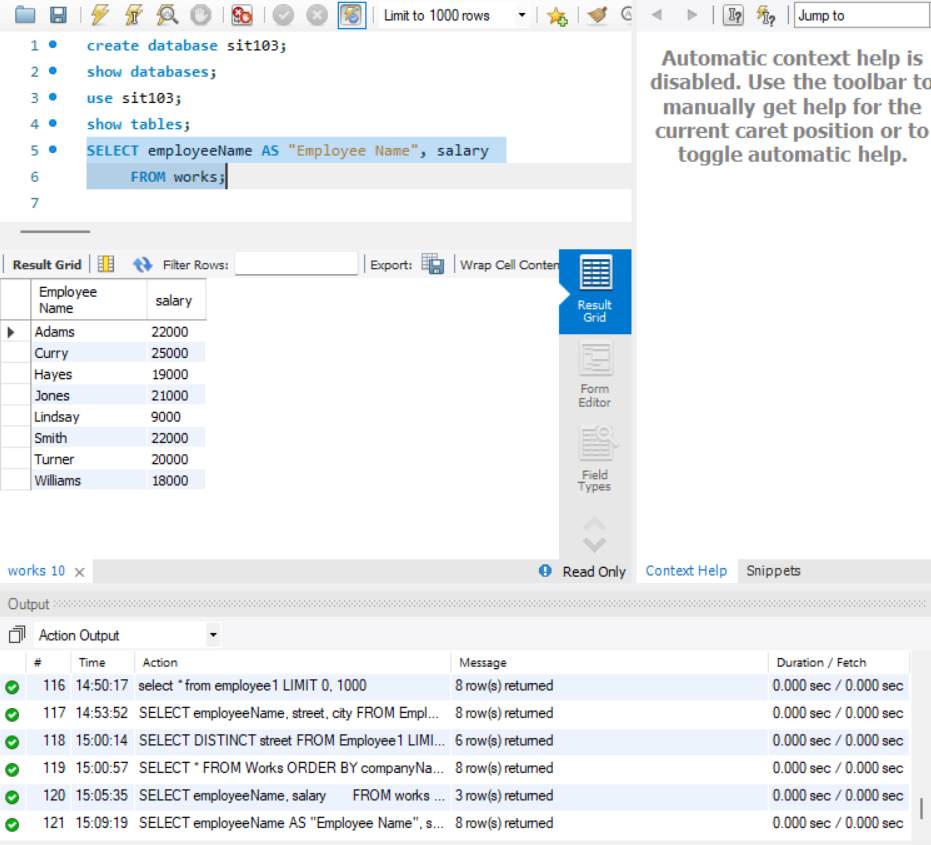 Limit to 1000 rows
Jump to
1 create database sit103;
2 show databases;
3 use sit103;
4 show tables;
5 SELECT employeeName AS "Employee Name", salary
6 FROM works;
7
Automatic context help is
disabled. Use the toolbar to
manually get help for the
current caret position or to
toggle automatic help.
Result Grid Filter Rows: Export: Wrap Cell Conten
Employee
Name
salary
Adams 22000
Curry 25000
Hayes 19000
Jones 21000
Lindsay 9000
Smith 22000
Turner 20000
Williams 18000
Result
Grid
Form
Editor
Field
Types
works 10
Read Only
Context Help Snippets
Output
Action Output
# Time Action Message Duration / Fetch
116 14:50:17 select * from employee1 LIMIT 0, 1000 8 row(s) returned 0.000 sec / 0.000 sec
117 14:53:52 SELECT employeeName, street, city FROM Empl... 8 row(s) returned 0.000 sec / 0.000 sec
118 15:00:14 SELECT DISTINCT street FROM Employee1 LIMI... 6 row(s) returned 0.000 sec / 0.000 sec
119 15:00:57 SELECT * FROM Works ORDER BY companyNa... 8 row(s) returned 0.000 sec / 0.000 sec
120 15:05:35 SELECT employeeName, salary FROM works ... 3 row(s) returned 0.000 sec / 0.000 sec
121 15:09:19 SELECT employeeName AS "Employee Name", s... 8 row(s) returned 0.000 sec / 0.000 sec